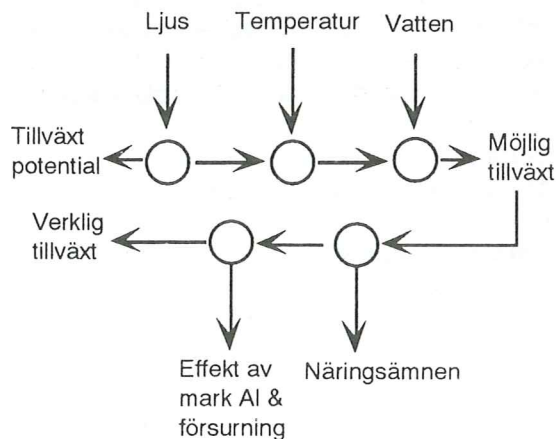 Ljus
Temperatur
Vatten
Tillväxt
potential
Möjlig
tillväxt
Verklig
tillväxt
Effekt av
mark Al &
försurning
Näringsämnen